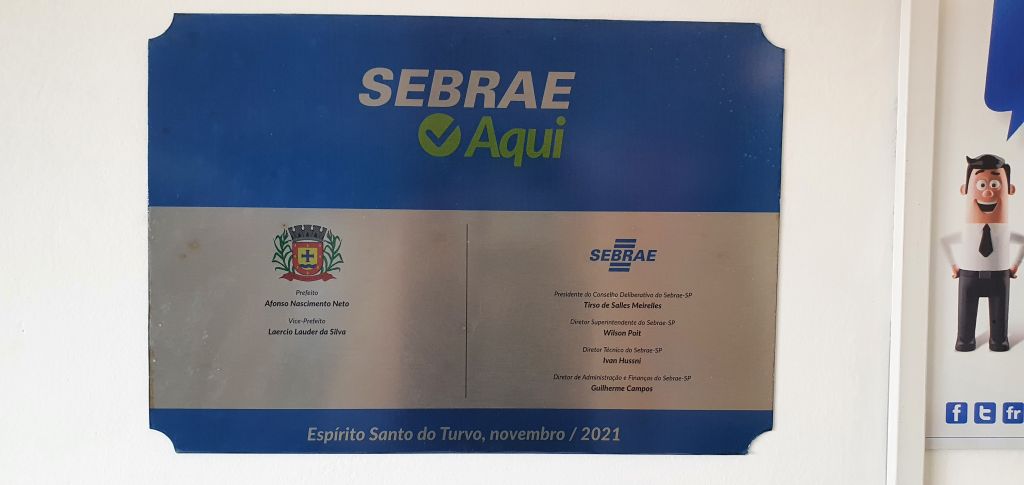 SEBRAE
Aqui
Prefeito
Afonso Nascimento Neto
Vice-Prefeito
Laercio Lauder da Silva
SEBRAE
Presidente do Conselho Deliberativo do Sebrae-SP
Tirso de Salles Meirelles
Diretor Superintendente do Sebrae-SP
Wilson Poit
Diretor Técnico do Sebrae-SP
Ivan Hussni
Diretor de Administração e Finanças do Sebrae-SP
Guilherme Campos
Espírito Santo do Turvo, novembro / 2021
f t fr